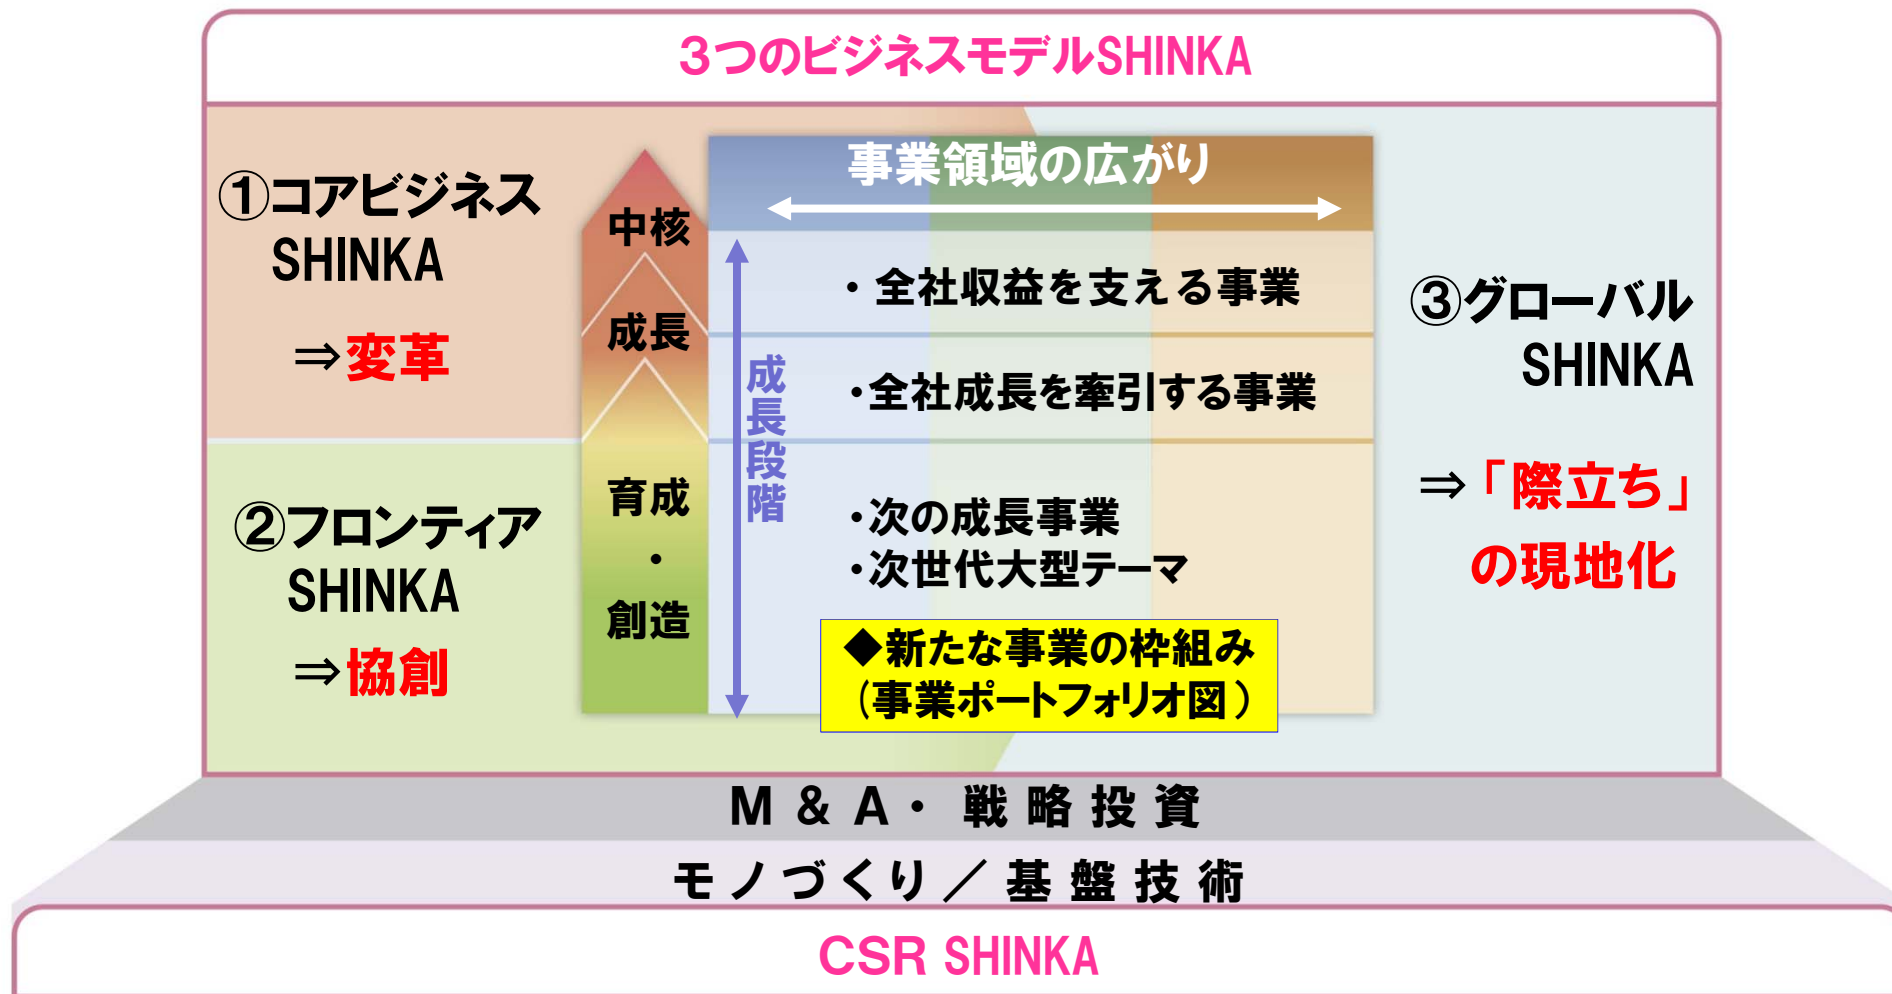 3つのビジネスモデルSHINKA
①コアビジネス
SHINKA
⇒変革
②フロンティア
SHINKA
⇒協創
中核
成長
育成
・
創造
事業領域の広がり
成長段階
・全社収益を支える事業
・全社成長を牽引する事業
・次の成長事業
・次世代大型テーマ
◆新たな事業の枠組み
(事業ポートフォリオ図)
③グローバル
SHINKA
⇒「際立ち」
の現地化
M & A・ 戦略投資
モノづくり／基盤技術
CSR SHINKA